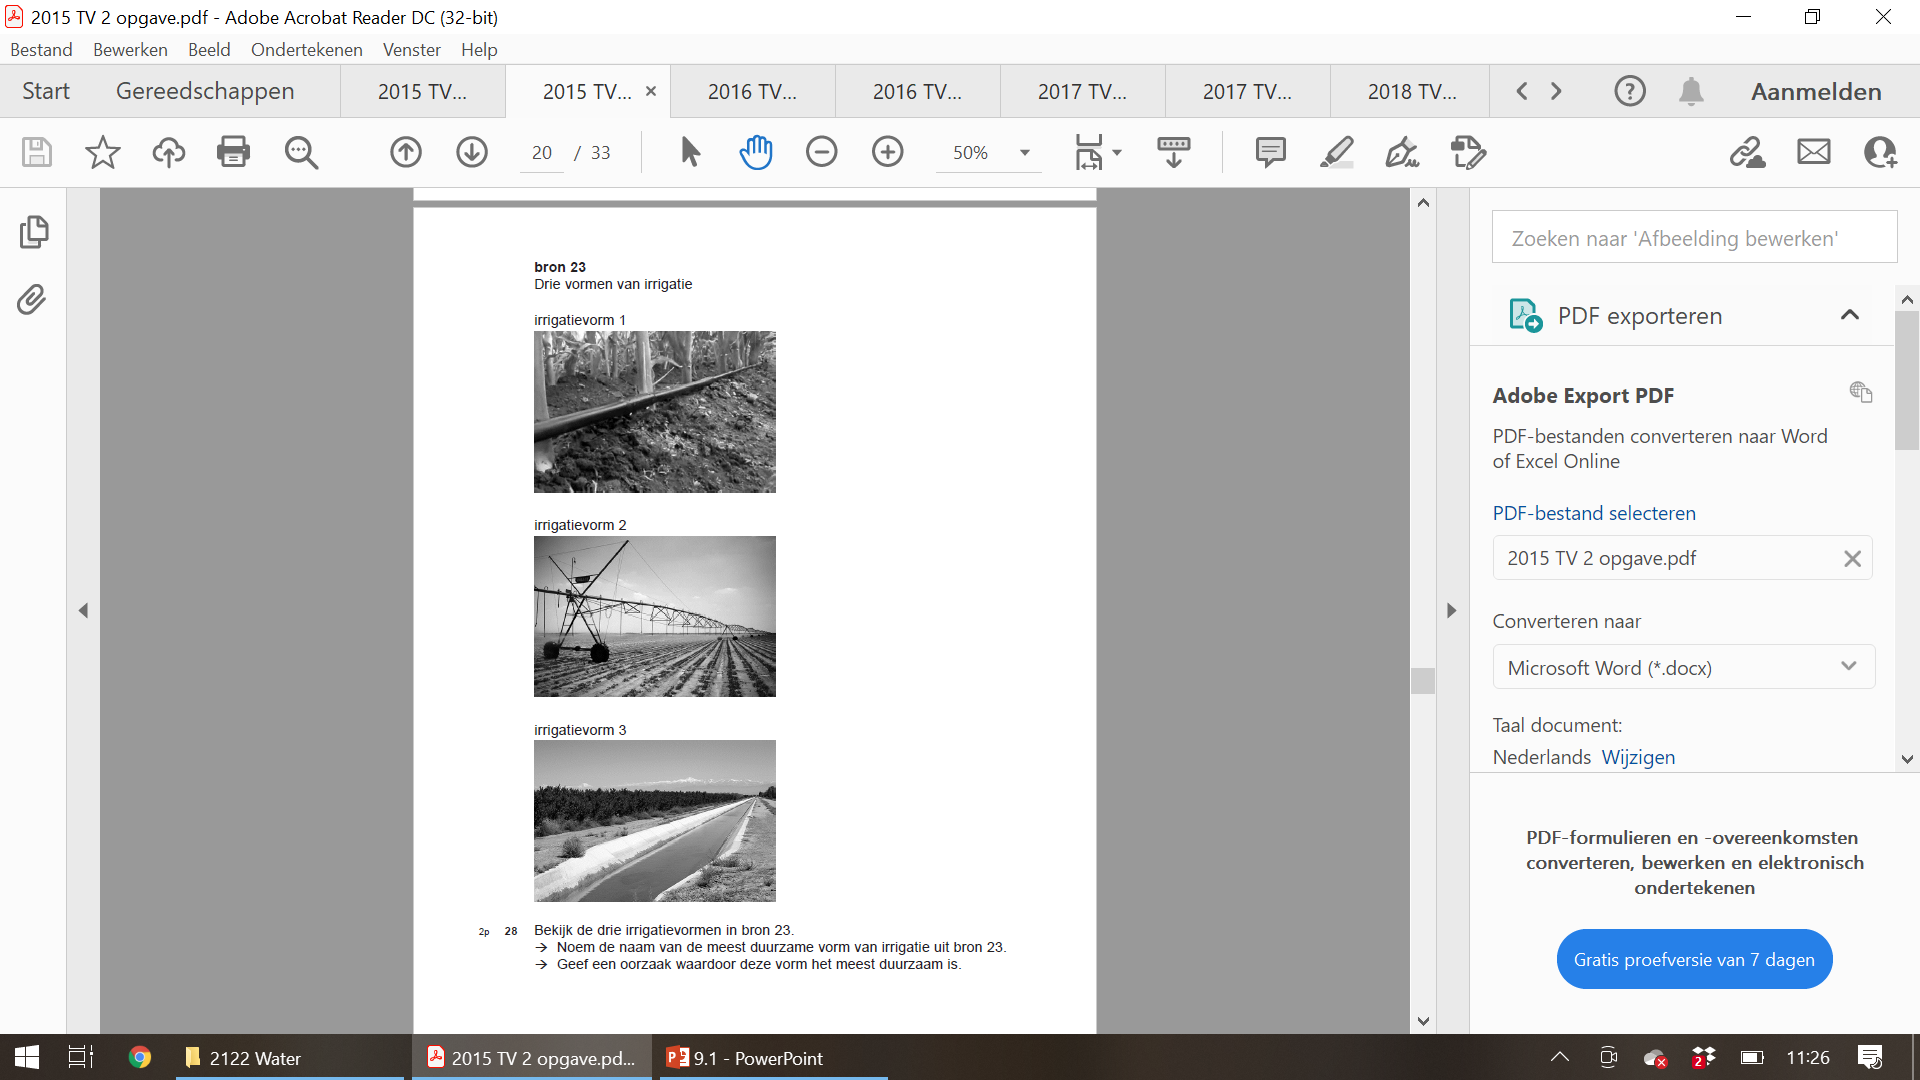 2015 TV 2 opgave.pdf - Adobe Acrobat Reader DC (32-bit)
Bestand Bewerken Beeld Ondertekenen Venster Help
Start Gereedschappen 2015 TV... 2015 TV... 2016 TV... 2016 TV... 2017 TV... 2017 TV... 2018 TV... Aanmelden
20 / 33 50%
bron 23
Drie vormen van irrigatie
irrigatievorm 1
irrigatievorm 2
irrigatievorm 3
2p 28 Bekijk de drie irrigatievormen in bron 23.
→ Noem de naam van de meest duurzame vorm van irrigatie uit bron 23.
→ Geef een oorzaak waardoor deze vorm het meest duurzaam is.
Zoeken naar 'Afbeelding bewerken'
PDF exporteren
Adobe Export PDF
PDF-bestanden converteren naar Word
of Excel Online
PDF-bestand selecteren
2015 TV 2 opgave.pdf
Converteren naar
Microsoft Word (*.docx)
Taal document:
Nederlands Wijzigen
PDF-formulieren en -overeenkomsten
converteren, bewerken en elektronisch
ondertekenen
Gratis proefversie van 7 dagen
2122 Water 2015 TV 2 opgave.pd... 9.1 - PowerPoint 2 11:26